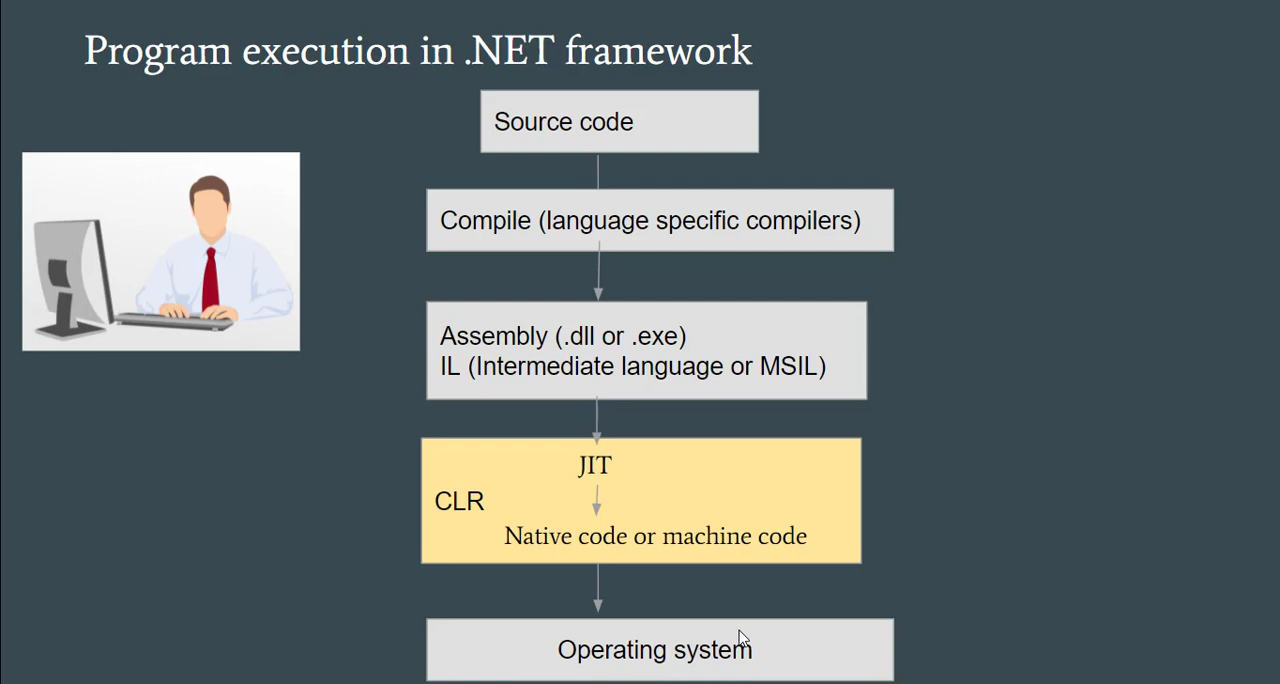 Program execution in .NET framework
Source code
Compile (language specific compilers)
Assembly (.dll or .exe)
IL (Intermediate language or MSIL)
JIT
CLR
Native code or machine code
Operating system